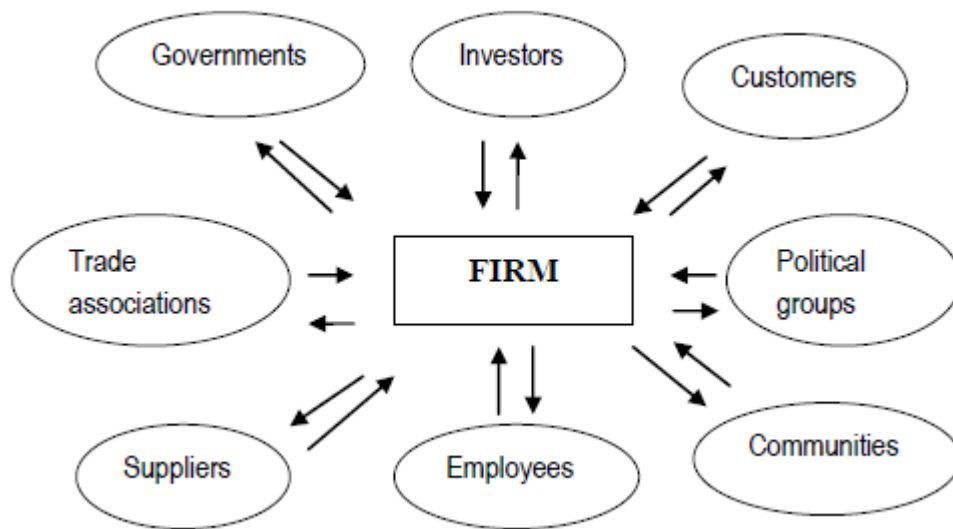 Governments
Investors
Customers
Trade
associations
FIRM
Political
groups
Suppliers
Employees
Communities